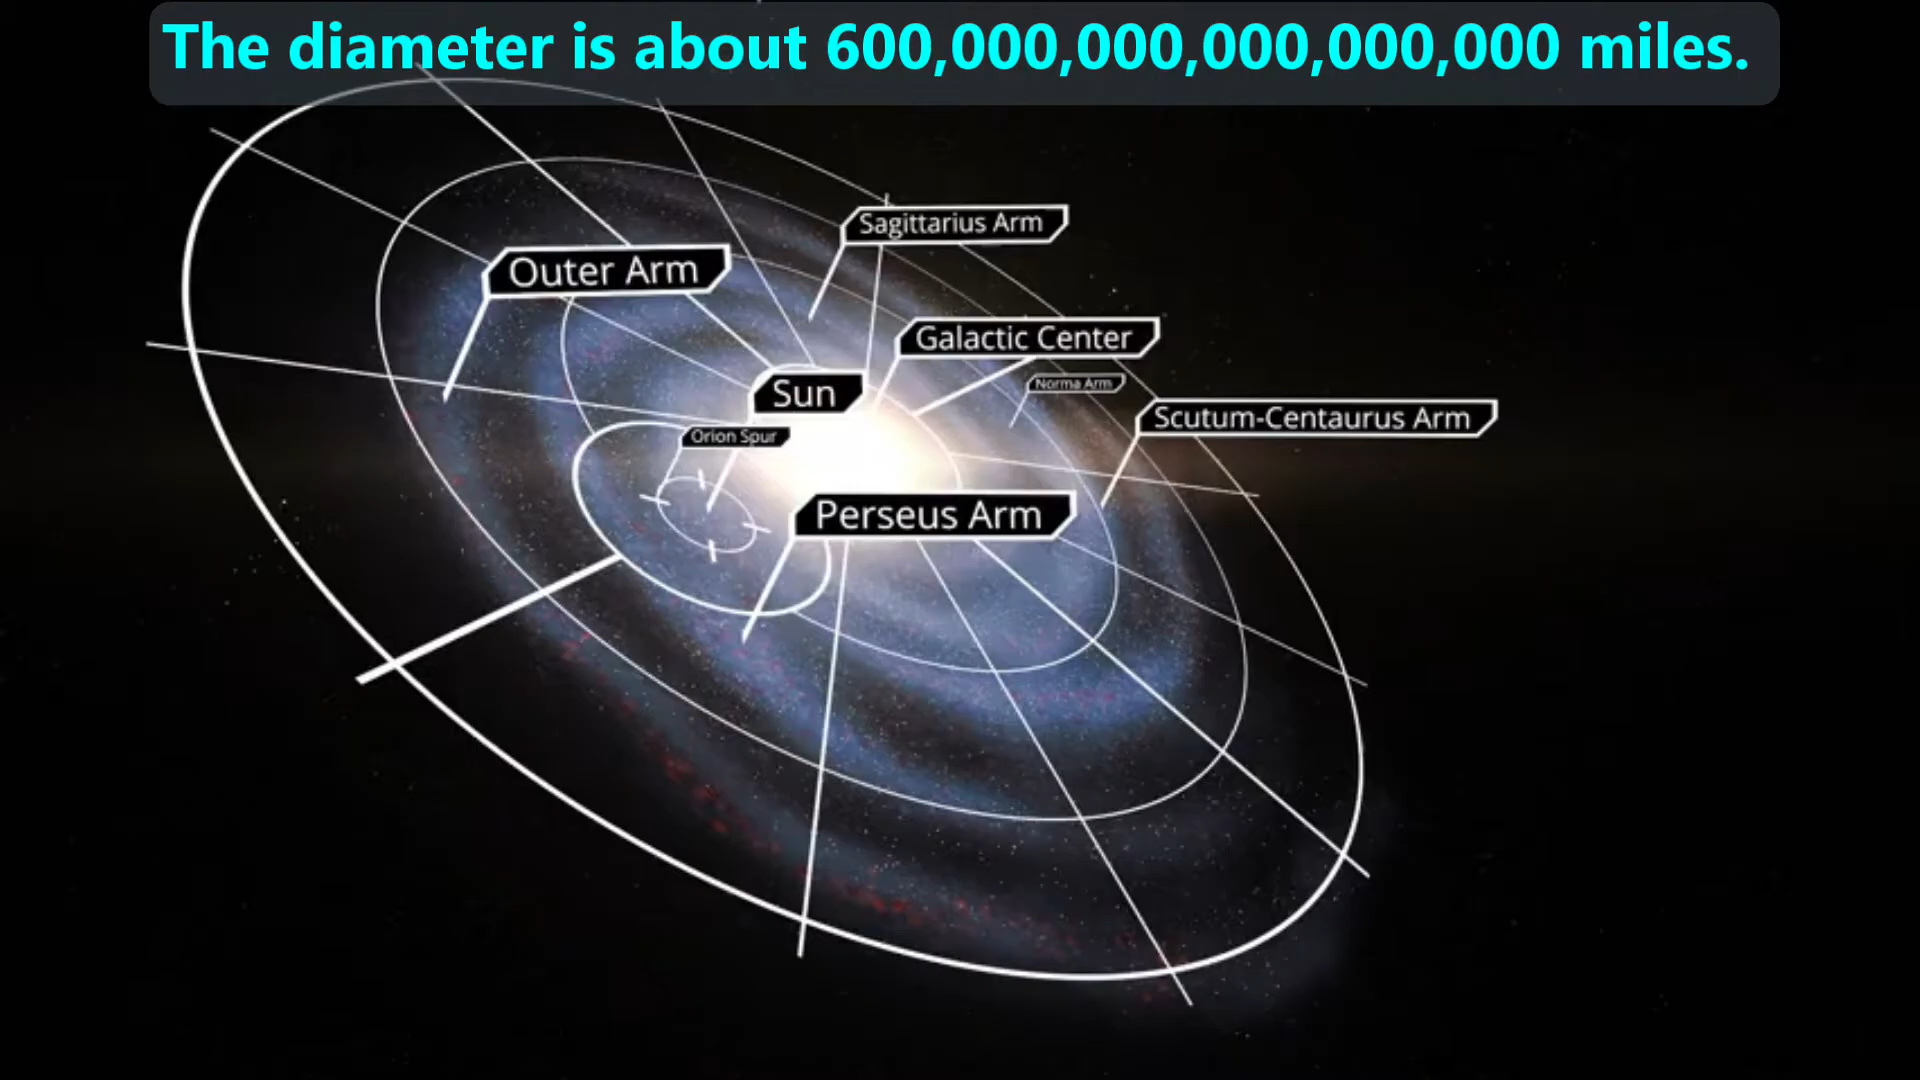 The diameter is about 600,000,000,000,000,000 miles.
Sagittarius Arm
Outer Arm
Galactic Center
Norma Arm
Sun
Scutum-Centaurus Arm
Orion Spur
Perseus Arm